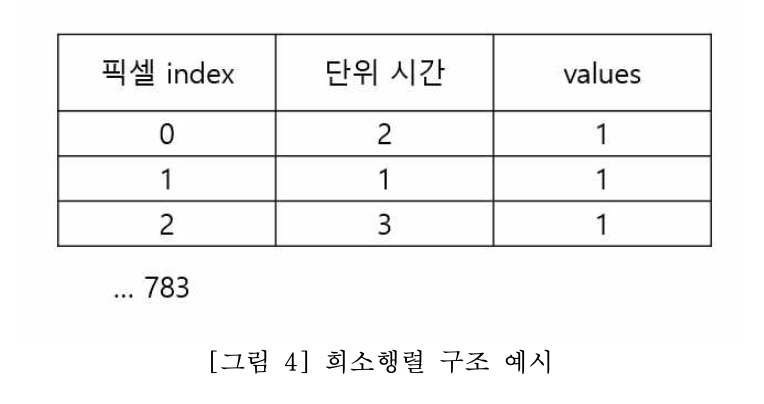 픽셀 index 단위 시간 values
0 2 1
1 1 1
2 3 1
... 783
[그림 4] 희소행렬 구조 예시